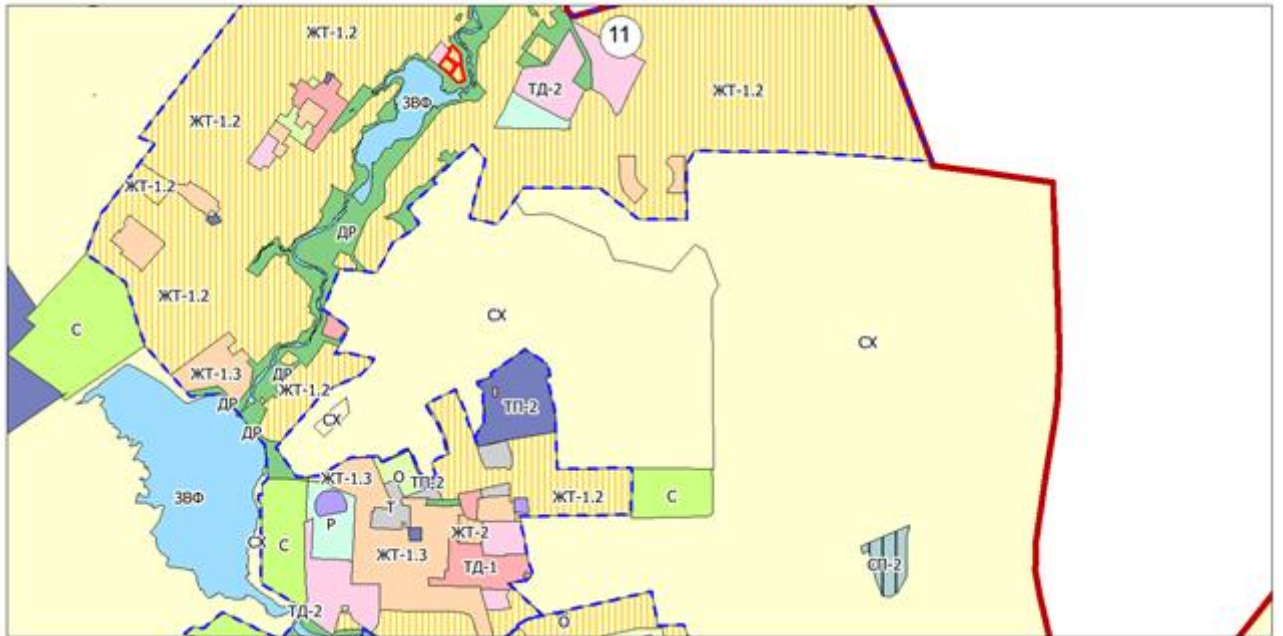 ЖТ-1.2
11
ТД-2
ЖТ-1.2
ЗВФ
ЖТ-1.2
ЖТ-1.2
ДР
ЖТ-1.2
СХ
С
СХ
ЖТ-1.3
ДР
ЖТ-1.2
ДР
ТП-2
СХ
ДР
ЖТ-1.3
О
ТП-2
ЗВФ
ЖТ-1.2
С
Т
Р
ЖТ-2
СХ
С
ЖТ-1.3
ТД-1
СП-2
ТД-2
О